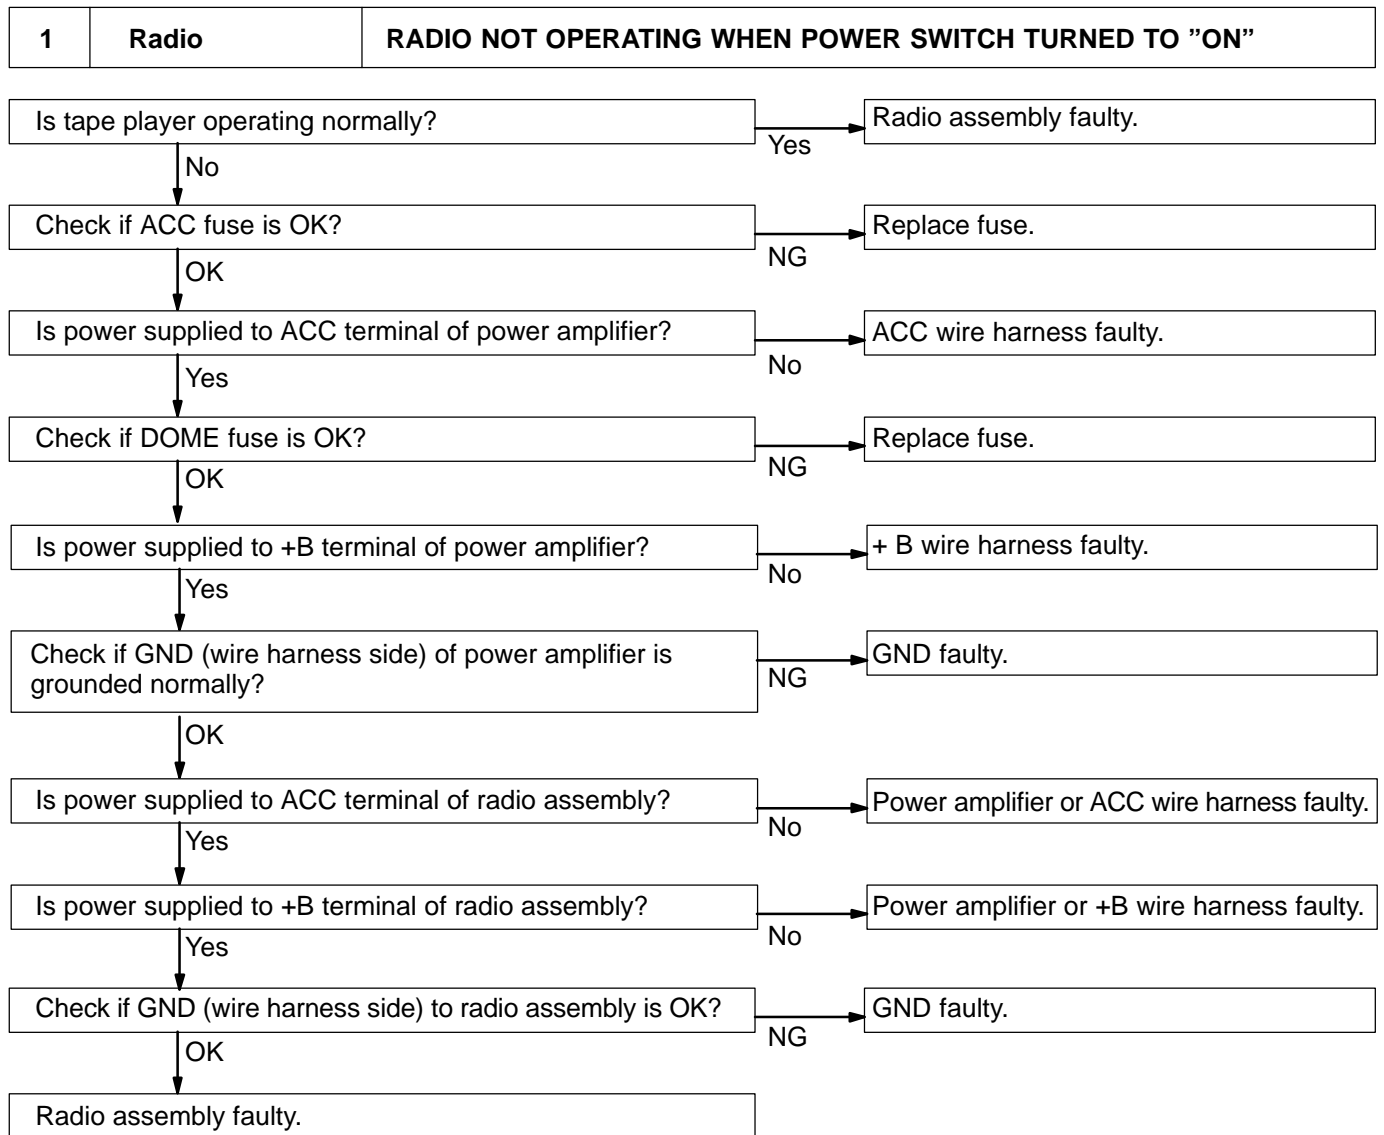 1 Radio RADIO NOT OPERATING WHEN POWER SWITCH TURNED TO ”ON”
Is tape player operating normally?
Yes
Radio assembly faulty.
No
Check if ACC fuse is OK?
NG
Replace fuse.
OK
Is power supplied to ACC terminal of power amplifier?
No
ACC wire harness faulty.
Yes
Check if DOME fuse is OK?
NG
Replace fuse.
OK
Is power supplied to +B terminal of power amplifier?
No
+ B wire harness faulty.
Yes
Check if GND (wire harness side) of power amplifier is
grounded normally?
NG
GND faulty.
OK
Is power supplied to ACC terminal of radio assembly?
No
Power amplifier or ACC wire harness faulty.
Yes
Is power supplied to +B terminal of radio assembly?
No
Power amplifier or +B wire harness faulty.
Yes
Check if GND (wire harness side) to radio assembly is OK?
NG
GND faulty.
OK
Radio assembly faulty.